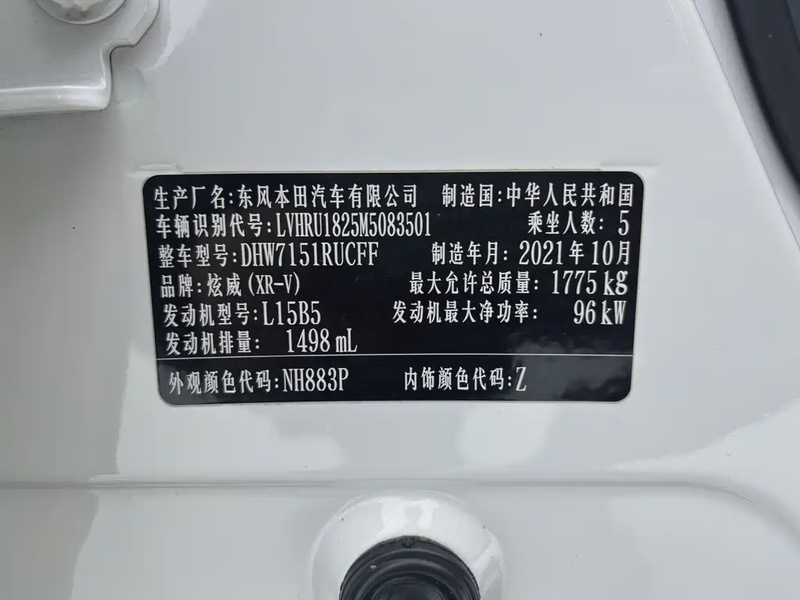 生产厂名:东风本田汽车有限公司 制造国:中华人民共和国
车辆识别代号:LVHRU1825M5083501 乘坐人数:5
整车型号:DHW7151RUCFF 制造年月:2021年10月
品牌:炫威(XR-V) 最大允许总质量:1775kg
发动机型号:L15B5 发动机最大净功率:96kW
发动机排量:1498mL
外观颜色代码:NH883P 内饰颜色代码:Z